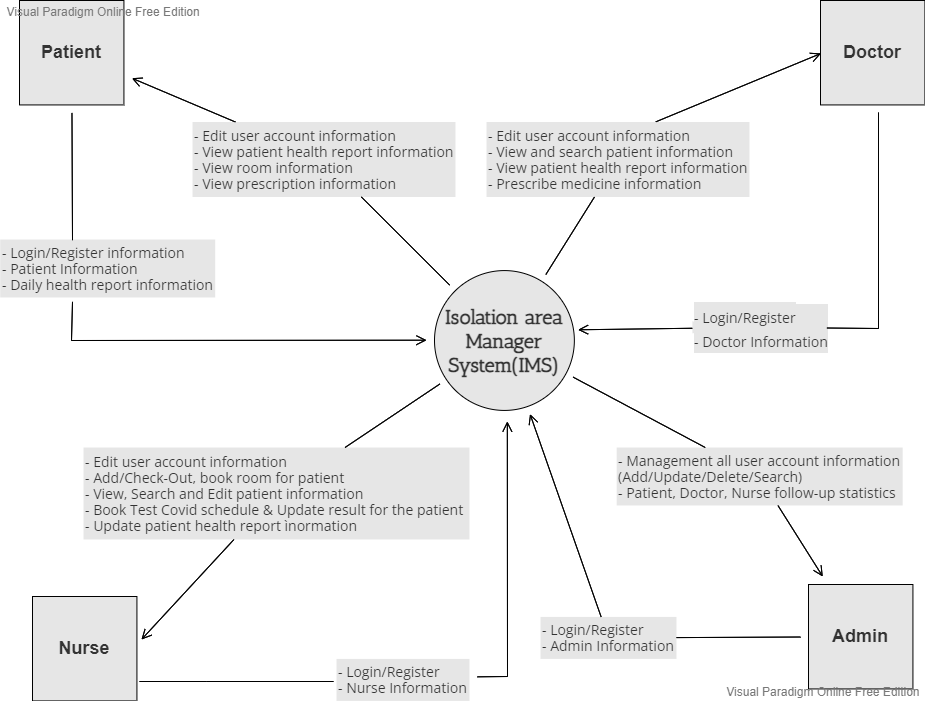 Visual Paradigm Online Free Edition
Patient
Doctor
- Edit user account information
- View patient health report information
- View room information
- View prescription information
- Edit user account information
- View and search patient information
- View patient health report information
- Prescribe medicine information
- Login/Register information
- Patient Information
- Daily health report information
Isolation area
Manager
System(IMS)
- Login/Register
- Doctor Information
- Edit user account information
- Add/Check-Out, book room for patient
- View, Search and Edit patient information
- Book Test Covid schedule & Update result for the patient
- Update patient health report ìnormation
- Management all user account information
(Add/Update/Delete/Search)
- Patient, Doctor, Nurse follow-up statistics
Nurse
- Login/Register
- Nurse Information
- Login/Register
- Admin Information
Admin
Visual Paradigm Online Free Edition